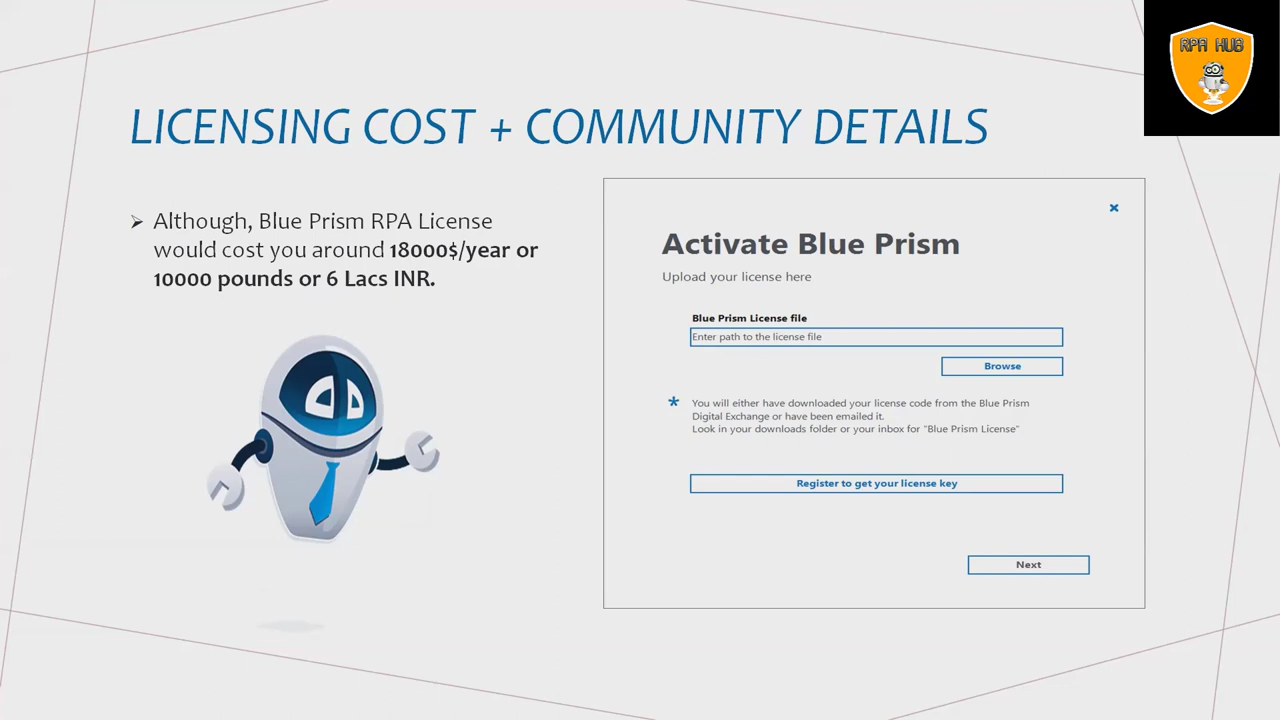 RPA HUB
LICENSING COST + COMMUNITY DETAILS
Although, Blue Prism RPA License
would cost you around 18000$/year or
10000 pounds or 6 Lacs INR.
Activate Blue Prism
Upload your license here
Blue Prism License file
Enter path to the license file
Browse
* You will either have downloaded your license code from the Blue Prism
Digital Exchange or have been emailed it.
Look in your downloads folder or your inbox for "Blue Prism License"
Register to get your license key
Next